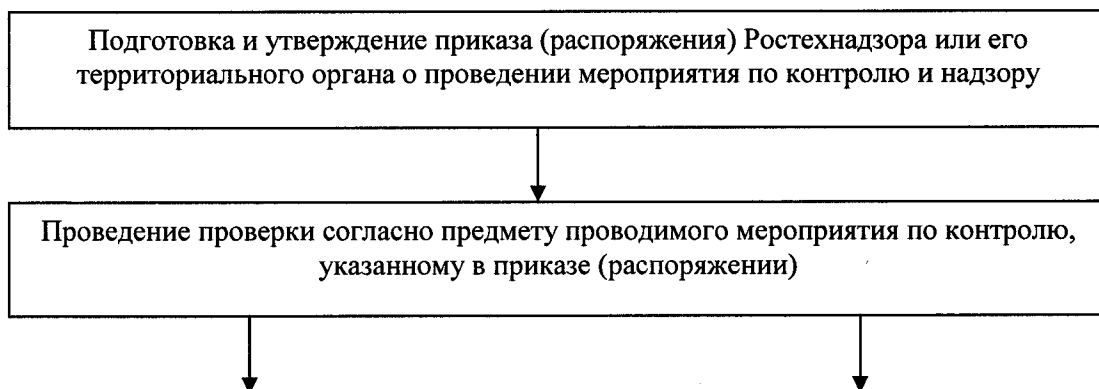 Подготовка и утверждение приказа (распоряжения) Ростехнадзора или его
территориального органа о проведении мероприятия по контролю и надзору
Проведение проверки согласно предмету проводимого мероприятия по контролю,
указанному в приказе (распоряжении)